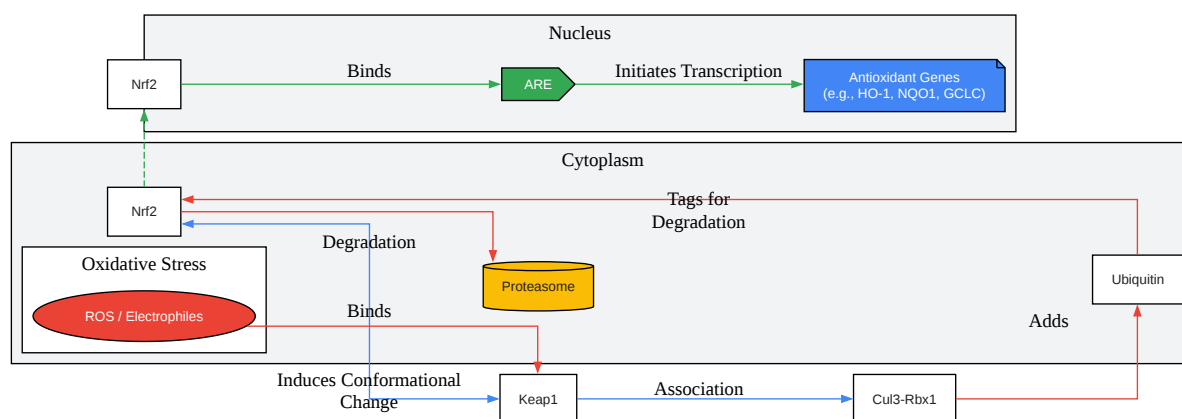 Nucleus
Nrf2
Binds
ARE
Initiates Transcription
Antioxidant Genes
(e.g., HO-1, NQO1, GCLC)
Cytoplasm
Nrf2
Tags for
Degradation
Degradation
Oxidative Stress
ROS / Electrophiles
Binds
Proteasome
Ubiquitin
Adds
Induces Conformational
Change
Keap1
Association
Cul3-Rbx1